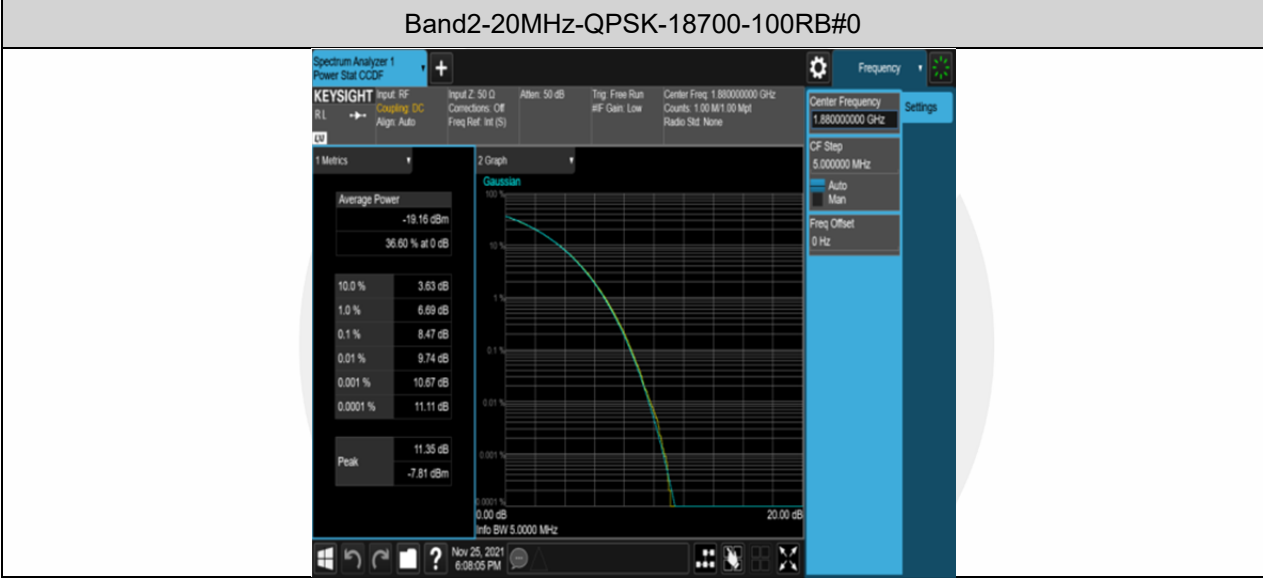 Band2-20MHz-QPSK-18700-100RB#0
Spectrum Analyzer 1
Power Stat CCDF
+
Frequency
KEYSIGHT
R L
LXI
Input: RF
Coupling: DC
Align: Auto
Input Z: 50 Ω
Corrections: Off
Freq Ref: Int (S)
Atten: 50 dB
Trig: Free Run
#IF Gain: Low
Center Freq: 1.880000000 GHz
Counts: 1.00 M/1.00 Mpt
Radio Std: None
Center Frequency
1.880000000 GHz
Settings
CF Step
5.000000 MHz
Auto
Man
Freq Offset
0 Hz
1 Metrics
Average Power
-19.16 dBm
36.60 % at 0 dB
10.0 % 3.63 dB
1.0 % 6.69 dB
0.1 % 8.47 dB
0.01 % 9.74 dB
0.001 % 10.67 dB
0.0001 % 11.11 dB
Peak
11.35 dB
-7.81 dBm
2 Graph
Gaussian
100 %
10 %
1 %
0.1 %
0.01 %
0.001 %
0.0001 %
0.00 dB 20.00 dB
Info BW 5.0000 MHz
?
Nov 25, 2021
6:08:05 PM